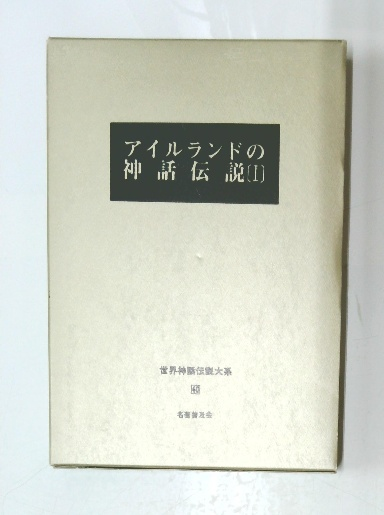 アイルランドの
神話伝説〔I〕
世界神話伝説大系
名著普及会